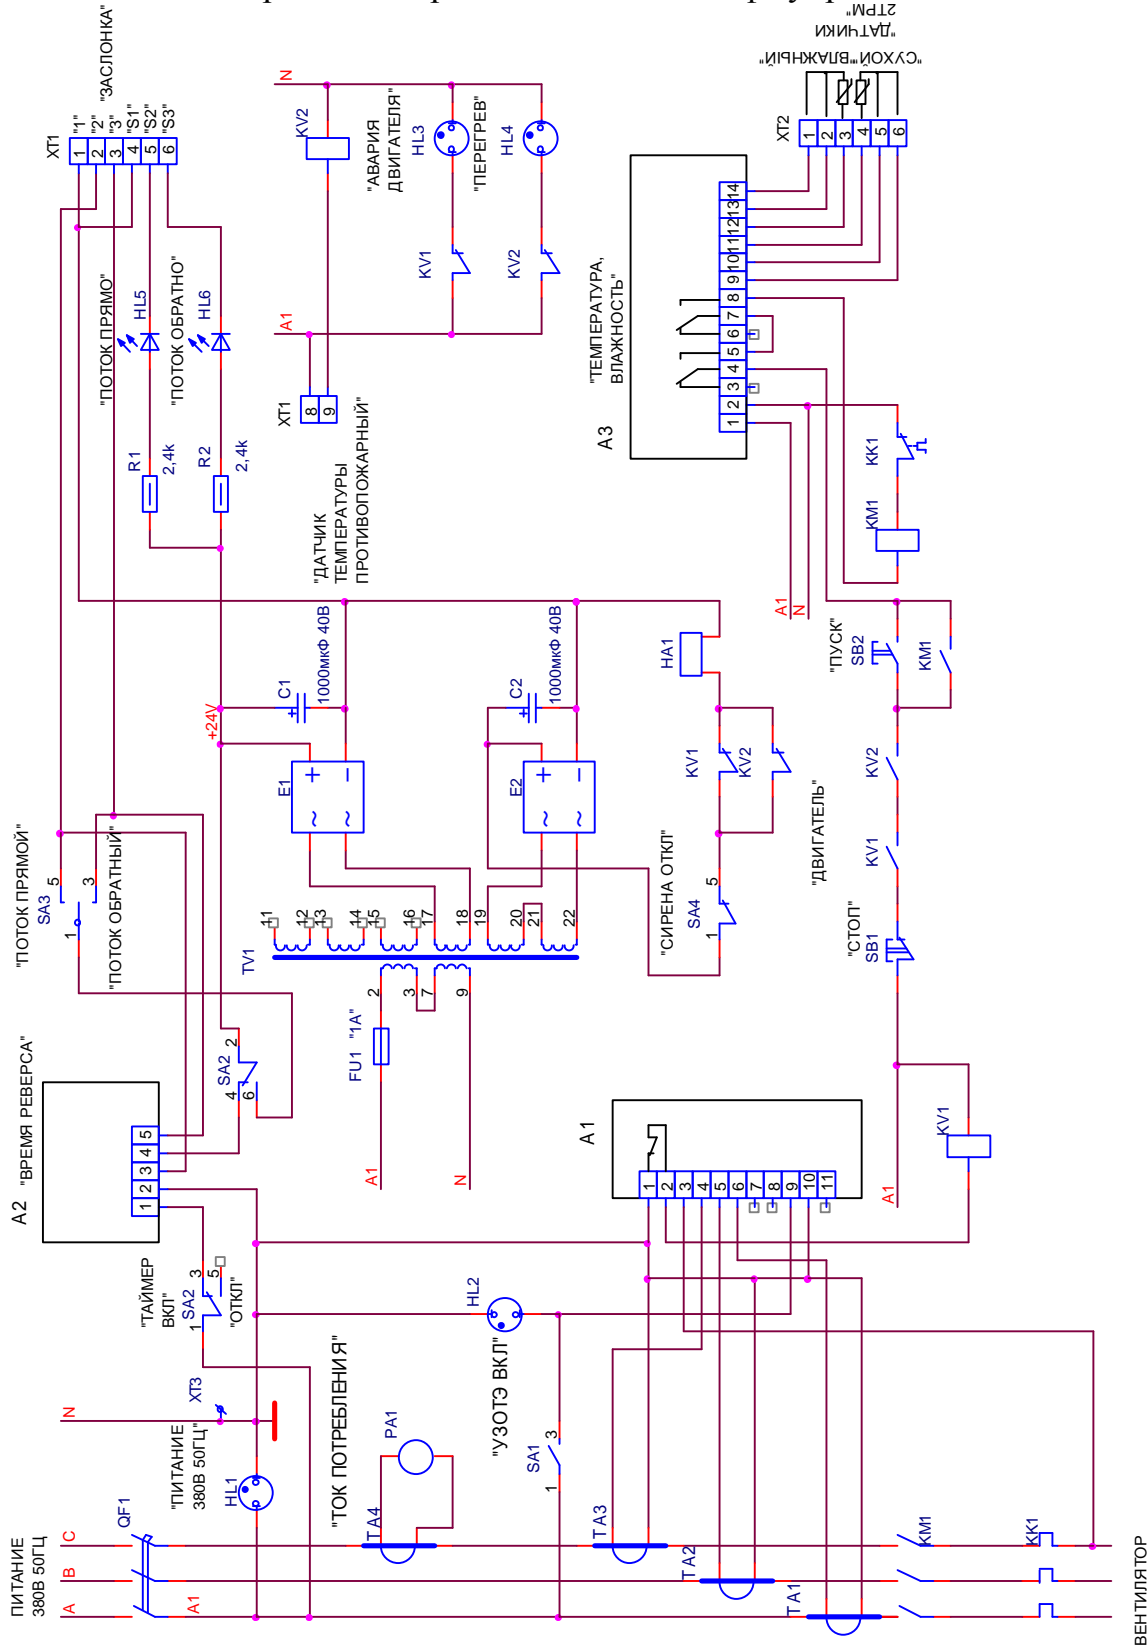 "ДАТЧИКИ
2ТРМ"
"СУХОЙ"
"ВЛАЖНЫЙ"
XT2
1
2
3
4
5
6
XT1
"1"
"2"
"3"
"S1"
"S2"
"S3"
"ЗАСЛОНКА"
1
2
3
4
5
6
N
KV2
"АВАРИЯ
ДВИГАТЕЛЯ"
HL3
"ПЕРЕГРЕВ"
HL4
KV1
KV2
A1
XT1
8
9
"ДАТЧИК
ТЕМПЕРАТУРЫ
ПРОТИВОПОЖАРНЫЙ"
"ПОТОК ПРЯМО"
HL5
"ПОТОК ОБРАТНО"
HL6
R1
2,4k
R2
2,4k
"ТЕМПЕРАТУРА,
ВЛАЖНОСТЬ"
A3
1
2
3
4
5
6
7
8
9
10
11
12
13
14
KK1
KM1
A1
N
"ПУСК"
SB2
KM1
+24V
C1
1000мкФ 40В
C2
1000мкФ 40В
E1
+
−
~
~
E2
+
−
~
~
HA1
KV1
KV2
"ДВИГАТЕЛЬ"
KV2
KV1
"СТОП"
SB1
"СИРЕНА ОТКЛ"
SA4
5
1
"ПОТОК ПРЯМОЙ"
SA3
5
3
1
"ПОТОК ОБРАТНЫЙ"
TV1
11
12
13
14
15
16
17
18
19
20
21
22
2
3
7
9
FU1 "1А"
A1
N
A2
"ВРЕМЯ РЕВЕРСА"
1
2
3
4
5
SA2
2
4
6
A1
1
2
3
4
5
6
7
8
9
10
11
KV1
A1
"ТАЙМЕР
ВКЛ"
SA2
3
5
1
"ОТКЛ"
HL2
"УЗОТЭ ВКЛ"
SA1
3
1
XT3
N
"ПИТАНИЕ
380В 50ГЦ"
HL1
"ТОК ПОТРЕБЛЕНИЯ"
PA1
TA4
TA3
TA2
TA1
KM1
KK1
QF1
ПИТАНИЕ
380В 50ГЦ
C
B
A
A1
ВЕНТИЛЯТОР